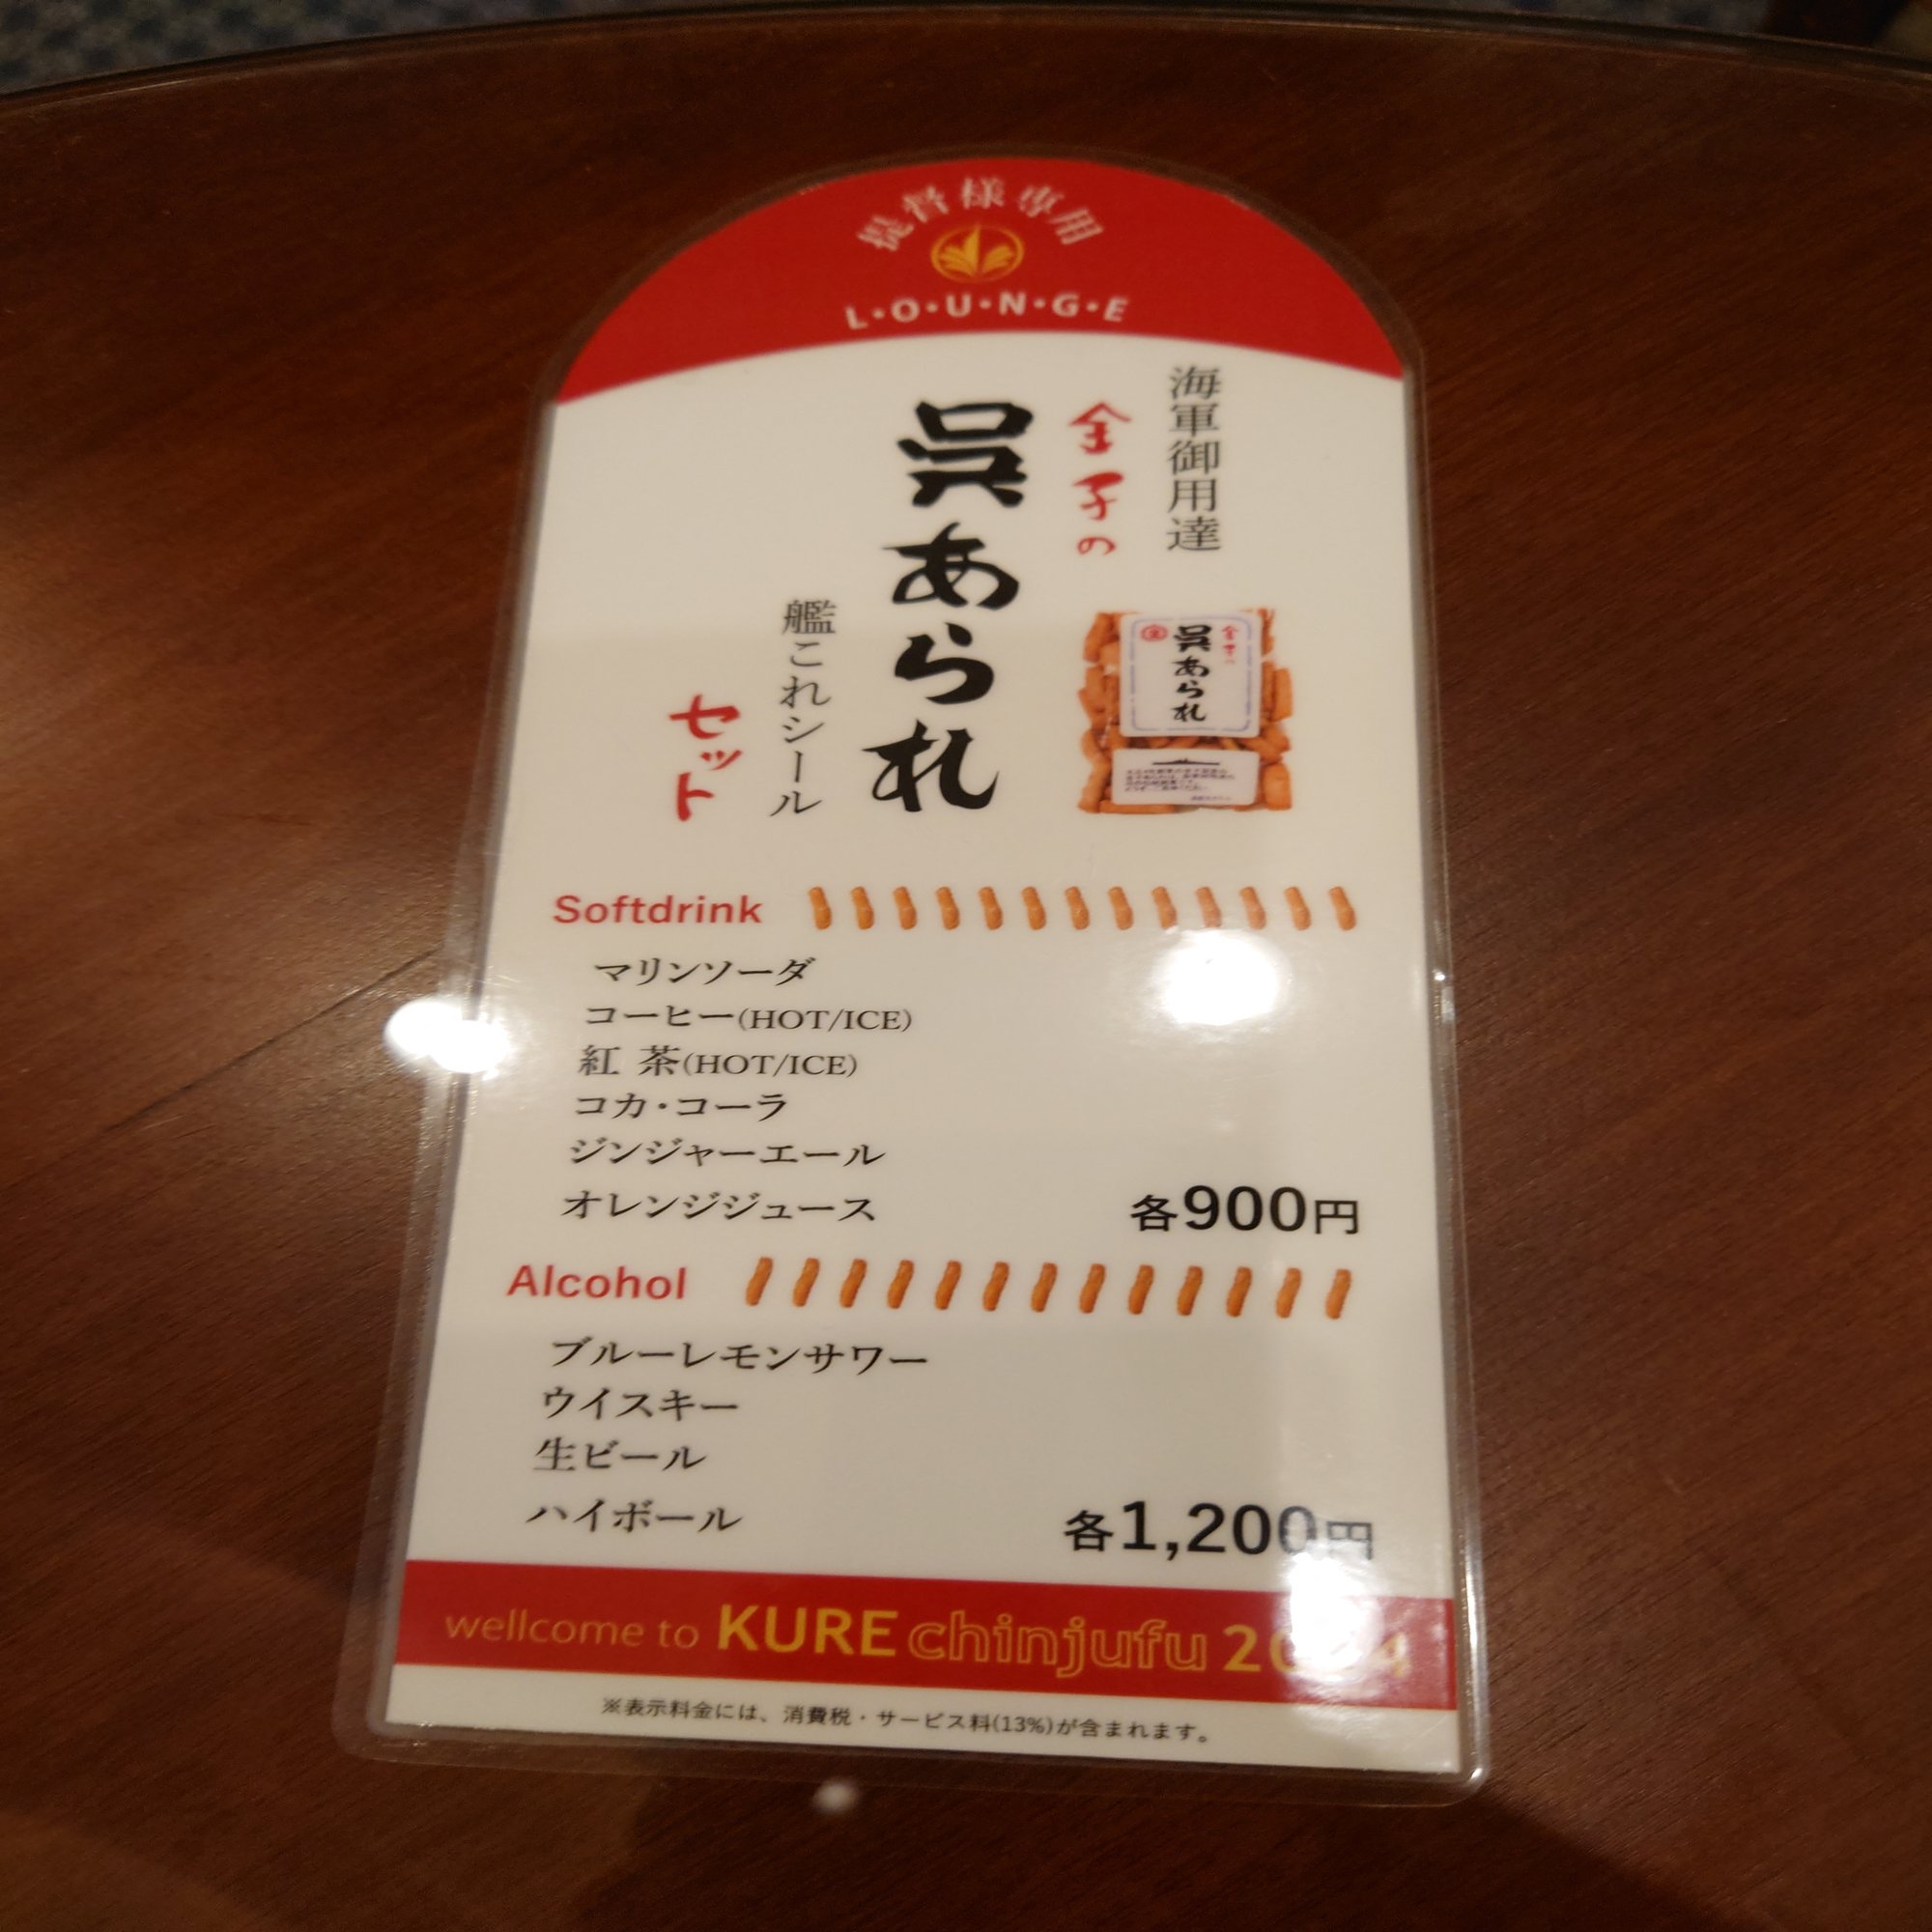 提督様専用
L・O・U・N・G・E
海軍御用達
金子の
呉あられ
艦これシール
セット
金子の
呉あられ
Softdrink
マリンソーダ
コーヒー(HOT/ICE)
紅 茶(HOT/ICE)
コカ・コーラ
ジンジャーエール
オレンジジュース 各900円
Alcohol
ブルーレモンサワー
ウイスキー
生ビール
ハイボール 各1,200円
wellcome to KURE chinjufu 2024
※表示料金には、消費税・サービス料(13%)が含まれます。